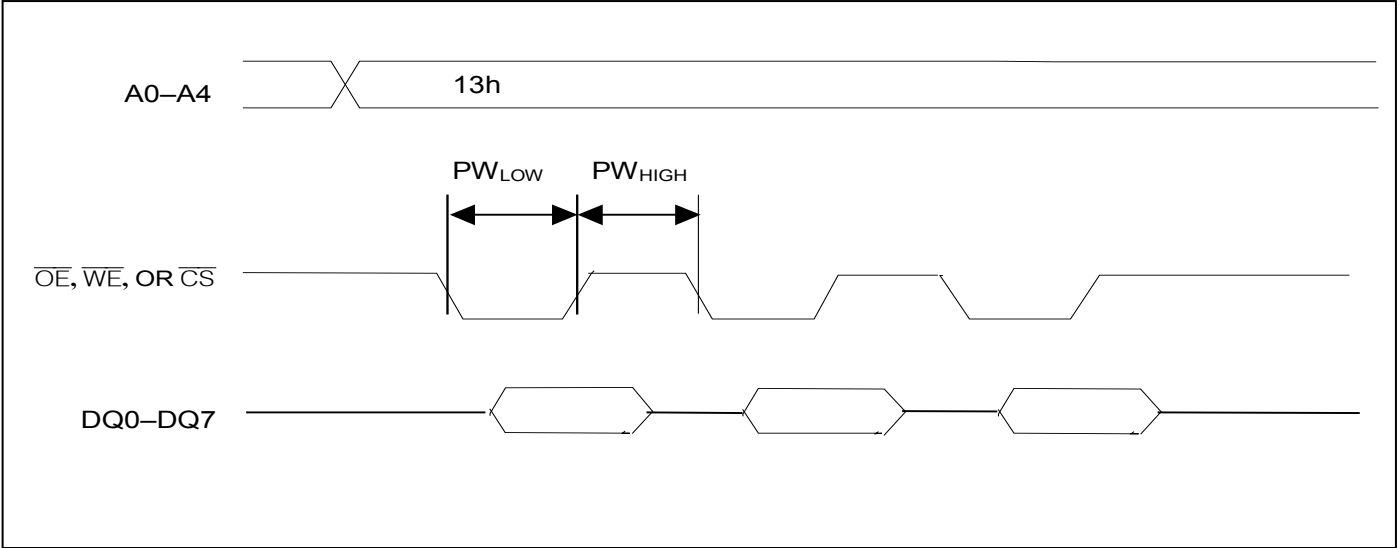 A0–A4
13h
PWLOW PWHIGH
OE, WE, OR CS
DQ0–DQ7